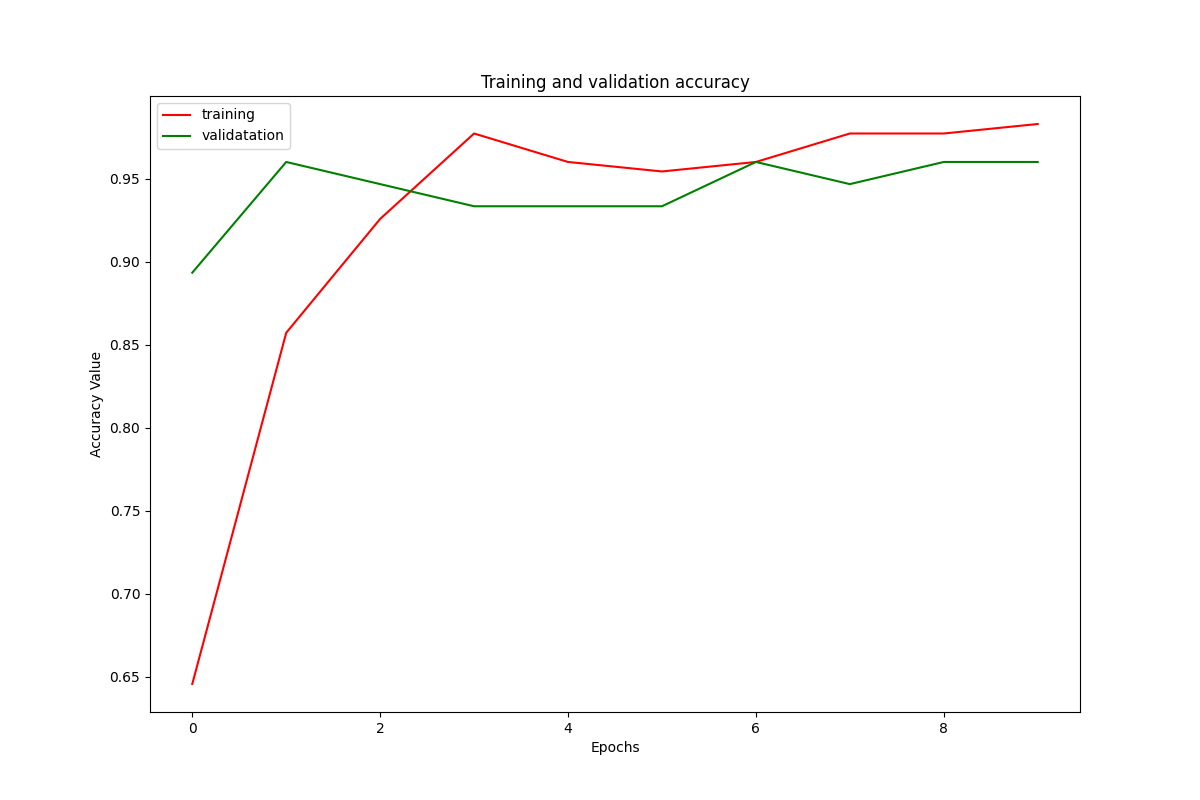 Training and validation accuracy
training
validatation
0.95
0.90
0.85
0.80
0.75
0.70
0.65
Accuracy Value
0 2 4 6 8
Epochs